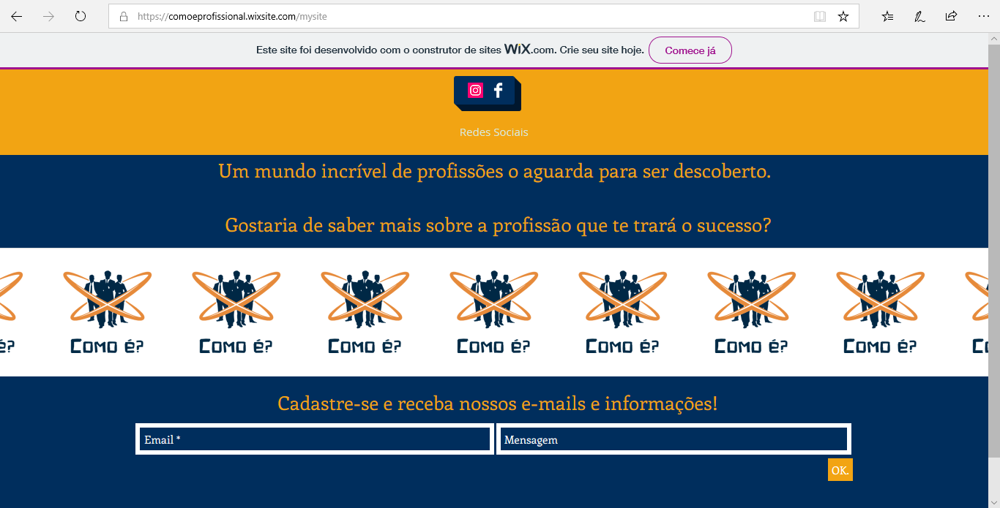 https://comoeprofissional.wixsite.com/mysite
Este site foi desenvolvido com o construtor de sites WiX.com. Crie seu site hoje. Comece já
Redes Sociais
Um mundo incrível de profissões o aguarda para ser descoberto.
Gostaria de saber mais sobre a profissão que te trará o sucesso?
é? Como é? Como é? Como é? Como é? Como é? Como é? Como é? Co
Cadastre-se e receba nossos e-mails e informações!
Email * Mensagem
OK.